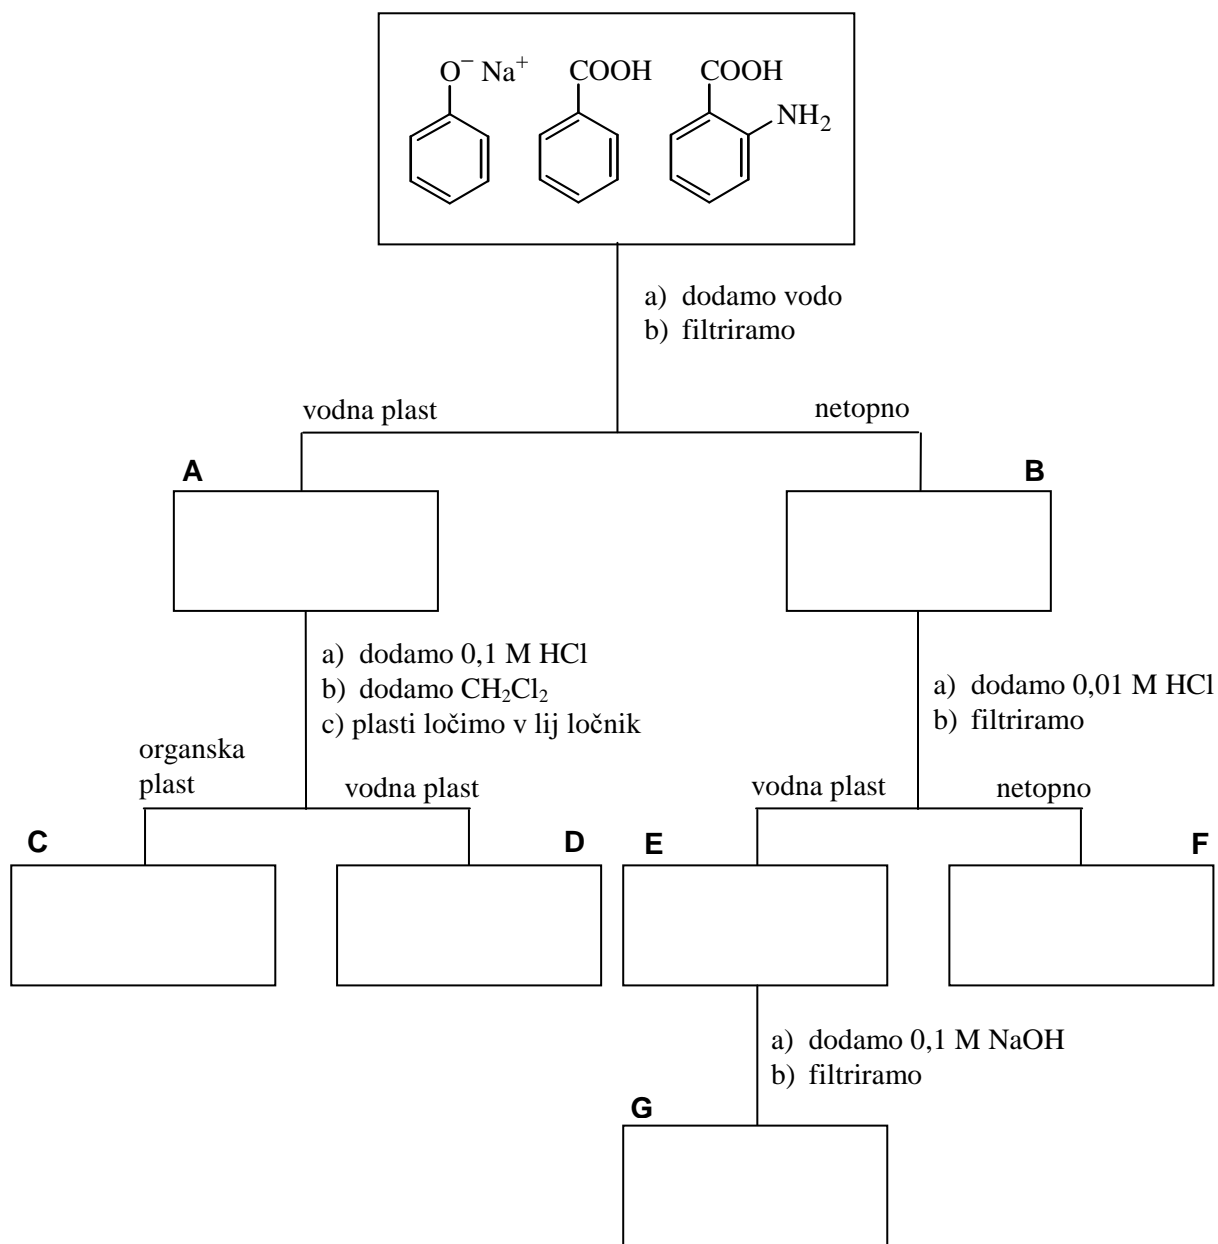 O⁻ Na⁺ COOH COOH
NH₂
a) dodamo vodo
b) filtriramo
vodna plast netopno
A B
a) dodamo 0,1 M HCl
b) dodamo CH₂Cl₂
c) plasti ločimo v lij ločnik
a) dodamo 0,01 M HCl
b) filtriramo
organska
plast
vodna plast
vodna plast netopno
C D E F
a) dodamo 0,1 M NaOH
b) filtriramo
G